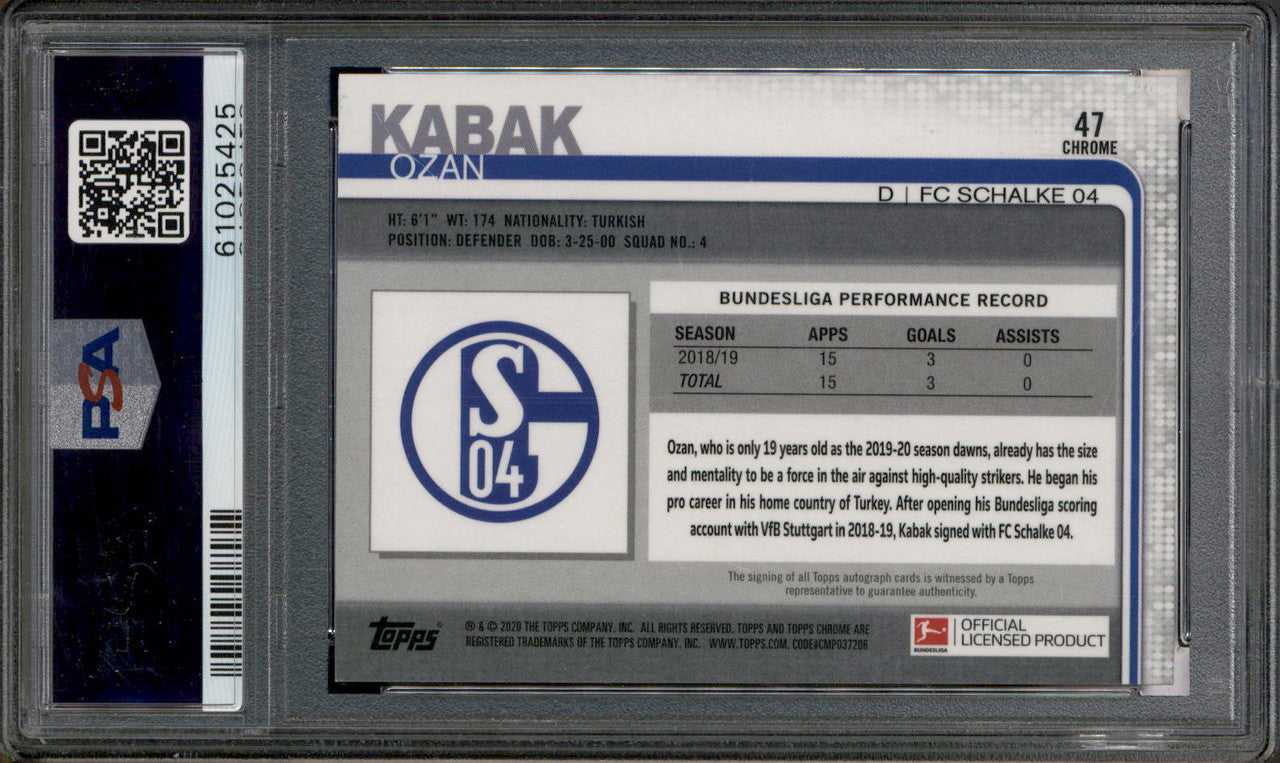 61025425
PSA
KABAK
OZAN
47
CHROME
D | FC SCHALKE 04
HT: 6'1" WT: 174 NATIONALITY: TURKISH
POSITION: DEFENDER DOB: 3-25-00 SQUAD NO.: 4
S
04
BUNDESLIGA PERFORMANCE RECORD
SEASON APPS GOALS ASSISTS
2018/19 15 3 0
TOTAL 15 3 0
Ozan, who is only 19 years old as the 2019-20 season dawns, already has the size
and mentality to be a force in the air against high-quality strikers. He began his
pro career in his home country of Turkey. After opening his Bundesliga scoring
account with VfB Stuttgart in 2018-19, Kabak signed with FC Schalke 04.
The signing of all Topps autograph cards is witnessed by a Topps
representative to guarantee authenticity.
TOPPS®
® & © 2020 THE TOPPS COMPANY, INC. ALL RIGHTS RESERVED. TOPPS AND TOPPS CHROME ARE
REGISTERED TRADEMARKS OF THE TOPPS COMPANY, INC. WWW.TOPPS.COM. CODE#CMP037206
BUNDESLIGA
OFFICIAL
LICENSED PRODUCT